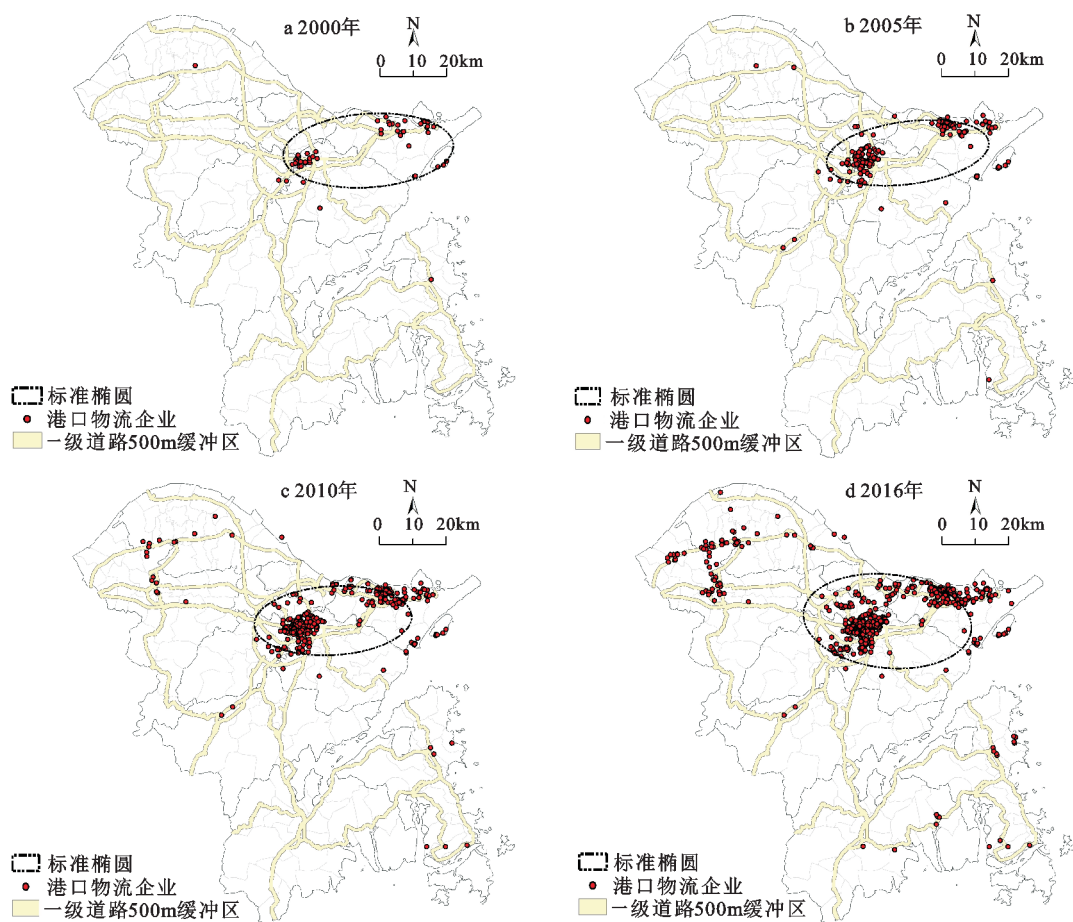 a 2000年
N
0 10 20km
标准椭圆
港口物流企业
一级道路500m缓冲区
b 2005年
N
0 10 20km
标准椭圆
港口物流企业
一级道路500m缓冲区
c 2010年
N
0 10 20km
标准椭圆
港口物流企业
一级道路500m缓冲区
d 2016年
N
0 10 20km
标准椭圆
港口物流企业
一级道路500m缓冲区